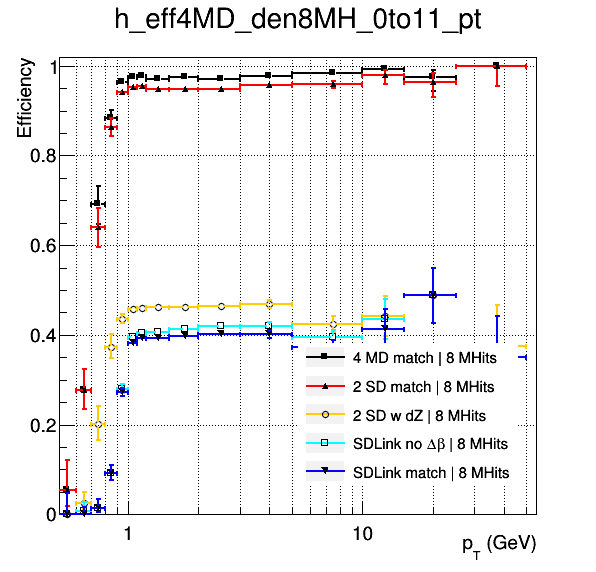 h_eff4MD_den8MH_0to11_pt
Efficiency
1
0.8
0.6
0.4
0.2
0
4 MD match | 8 MHits
2 SD match | 8 MHits
2 SD w dZ | 8 MHits
SDLink no Δβ | 8 MHits
SDLink match | 8 MHits
1
10
p_T (GeV)